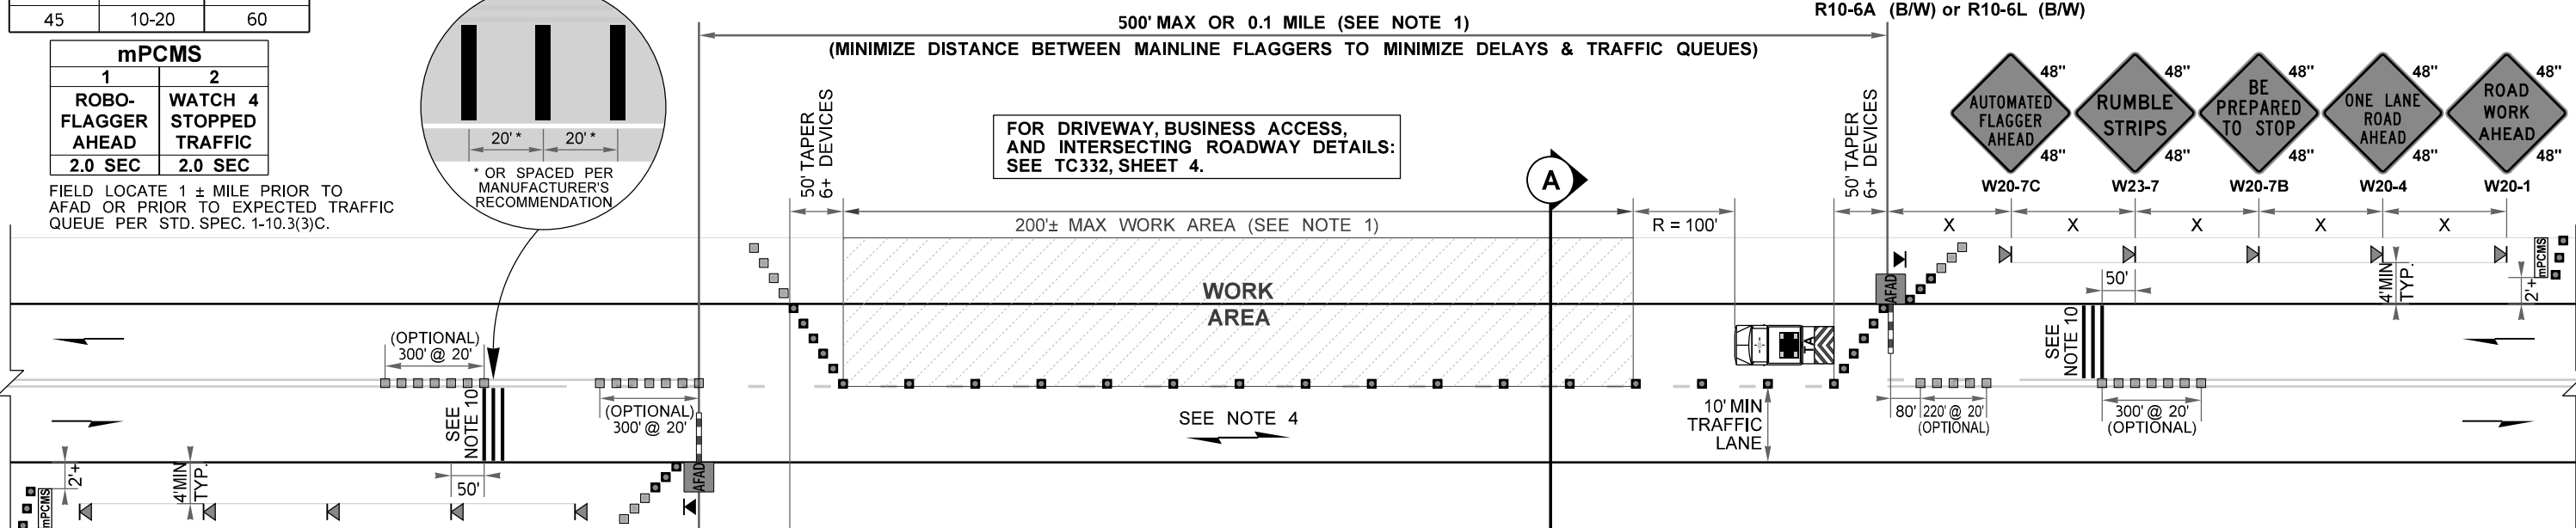 45 10-20 60
mPCMS
1 2
ROBO- WATCH 4
FLAGGER STOPPED
AHEAD TRAFFIC
2.0 SEC 2.0 SEC
FIELD LOCATE 1 ± MILE PRIOR TO
AFAD OR PRIOR TO EXPECTED TRAFFIC
QUEUE PER STD. SPEC. 1-10.3(3)C.
20' * 20' *
* OR SPACED PER
MANUFACTURER'S
RECOMMENDATION
500' MAX OR 0.1 MILE (SEE NOTE 1)
(MINIMIZE DISTANCE BETWEEN MAINLINE FLAGGERS TO MINIMIZE DELAYS & TRAFFIC QUEUES)
R10-6A (B/W) or R10-6L (B/W)
50' TAPER
6+ DEVICES
FOR DRIVEWAY, BUSINESS ACCESS,
AND INTERSECTING ROADWAY DETAILS:
SEE TC332, SHEET 4.
A
50' TAPER
6+ DEVICES
48" 48" 48" 48" 48"
AUTOMATED
FLAGGER
AHEAD
RUMBLE
STRIPS
BE
PREPARED
TO STOP
ONE LANE
ROAD
AHEAD
ROAD
WORK
AHEAD
48" 48" 48" 48" 48"
W20-7C W23-7 W20-7B W20-4 W20-1
200'± MAX WORK AREA (SEE NOTE 1)
R = 100'
X X X X X
WORK
AREA
AFAD
TA
50'
4'MIN
TYP.
2'+
mPCMS
SEE
NOTE 10
(OPTIONAL)
300' @ 20'
SEE
NOTE 10
(OPTIONAL)
300' @ 20'
SEE NOTE 4
10' MIN
TRAFFIC
LANE
80' 220' @ 20'
(OPTIONAL)
300' @ 20'
(OPTIONAL)
2'+
4'MIN
TYP.
50'
AFAD
mPCMS